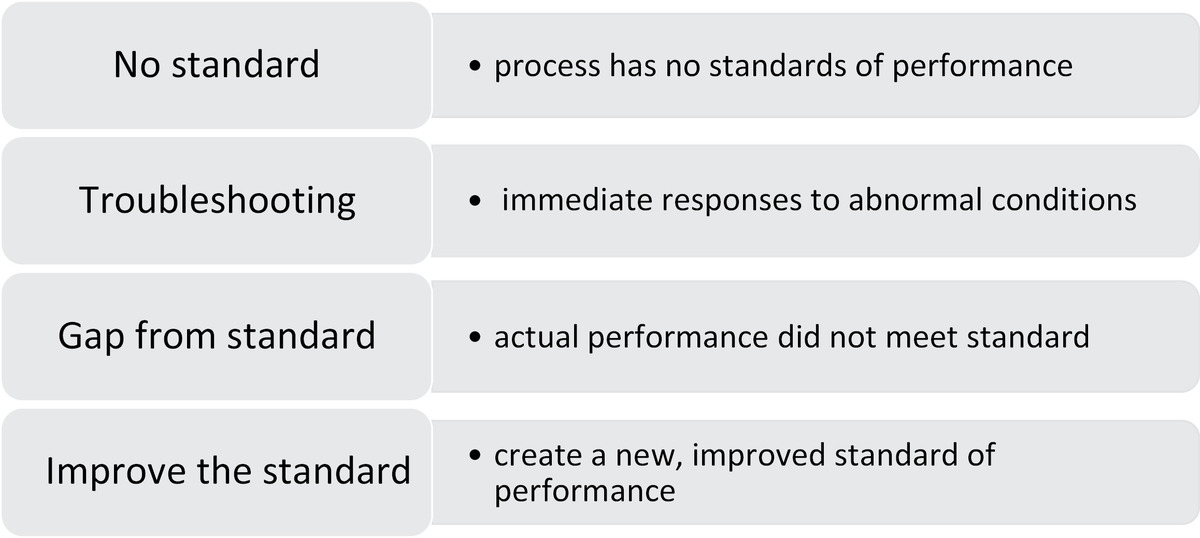 No standard
• process has no standards of performance
Troubleshooting
• immediate responses to abnormal conditions
Gap from standard
• actual performance did not meet standard
Improve the standard
• create a new, improved standard of
performance